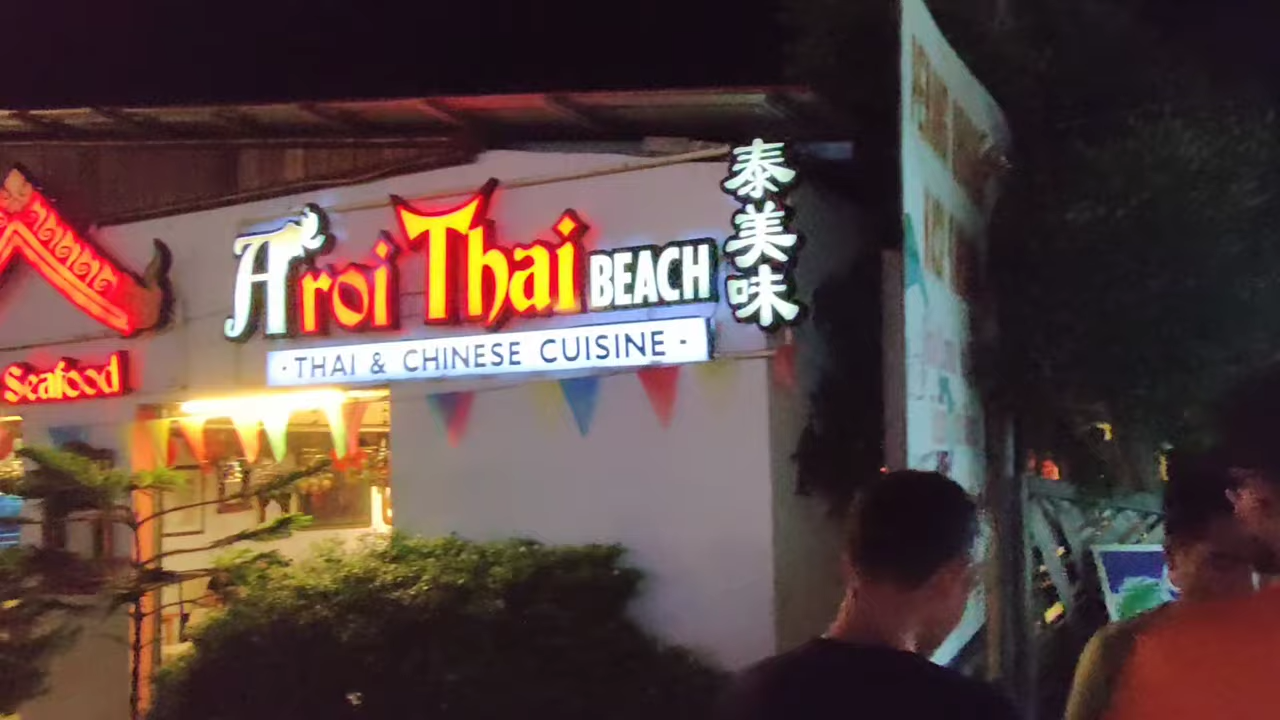 Aroi Thai BEACH
泰美味
· THAI & CHINESE CUISINE ·
Seafood